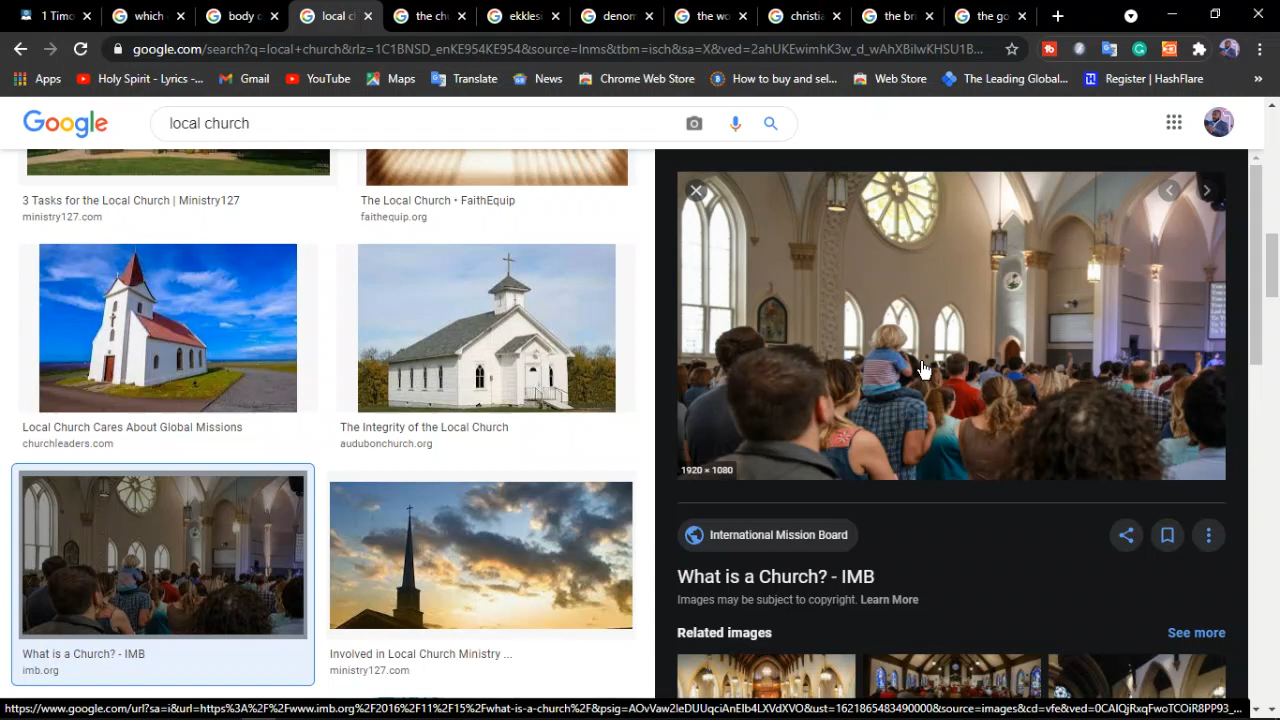 1 Timo
which
body o
local cl
the chu
ekklesi
denom
the wo
christia
the bri
the go
google.com/search?q=local+church&rlz=1C1BNSD_enKE954KE954&source=lnms&tbm=isch&sa=X&ved=2ahUKEwimhK3w_d_wAhXBilwKHSU1B...
Apps
Holy Spirit - Lyrics -...
Gmail
YouTube
Maps
Translate
News
Chrome Web Store
How to Buy and sel...
Web Store
The Leading Global...
Register | HashFlare
»
Google
local church
3 Tasks for the Local Church | Ministry127
ministry127.com
The Local Church • FaithEquip
faithequip.org
Local Church Cares About Global Missions
churchleaders.com
The Integrity of the Local Church
audubonchurch.org
What is a Church? - IMB
imb.org
Involved in Local Church Ministry ...
ministry127.com
1920 × 1080
International Mission Board
What is a Church? - IMB
Images may be subject to copyright. Learn More
Related images
See more
https://www.google.com/url?sa=i&url=https%3A%2F%2Fwww.imb.org%2F2016%2F11%2F15%2Fwhat-is-a-church%2F&psig=AOvVaw2leDUUqciAnElb4LXVdXVO&ust=1621865483490000&source=images&cd=vfe&ved=0CAIQjRxqFwoTCOiR8PP93_...